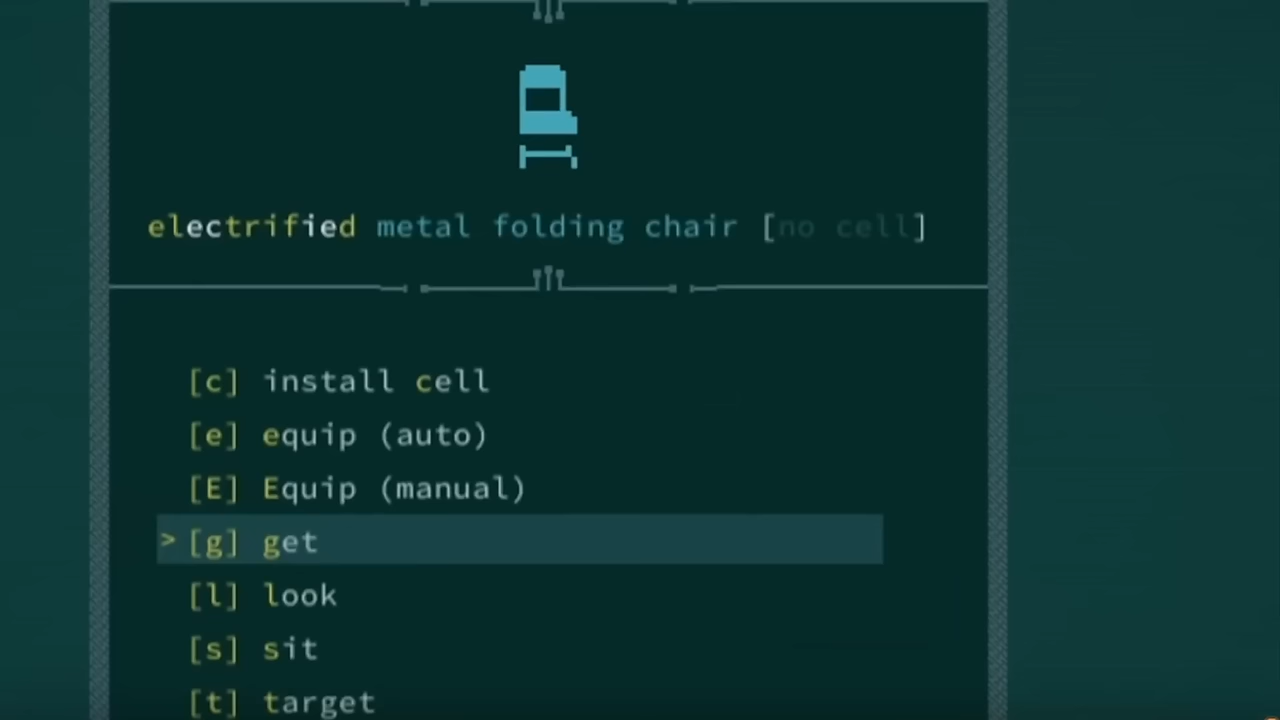 electrified metal folding chair [no cell]
[c] install cell
[e] equip (auto)
[E] Equip (manual)
> [g] get
[l] look
[s] sit
[t] target